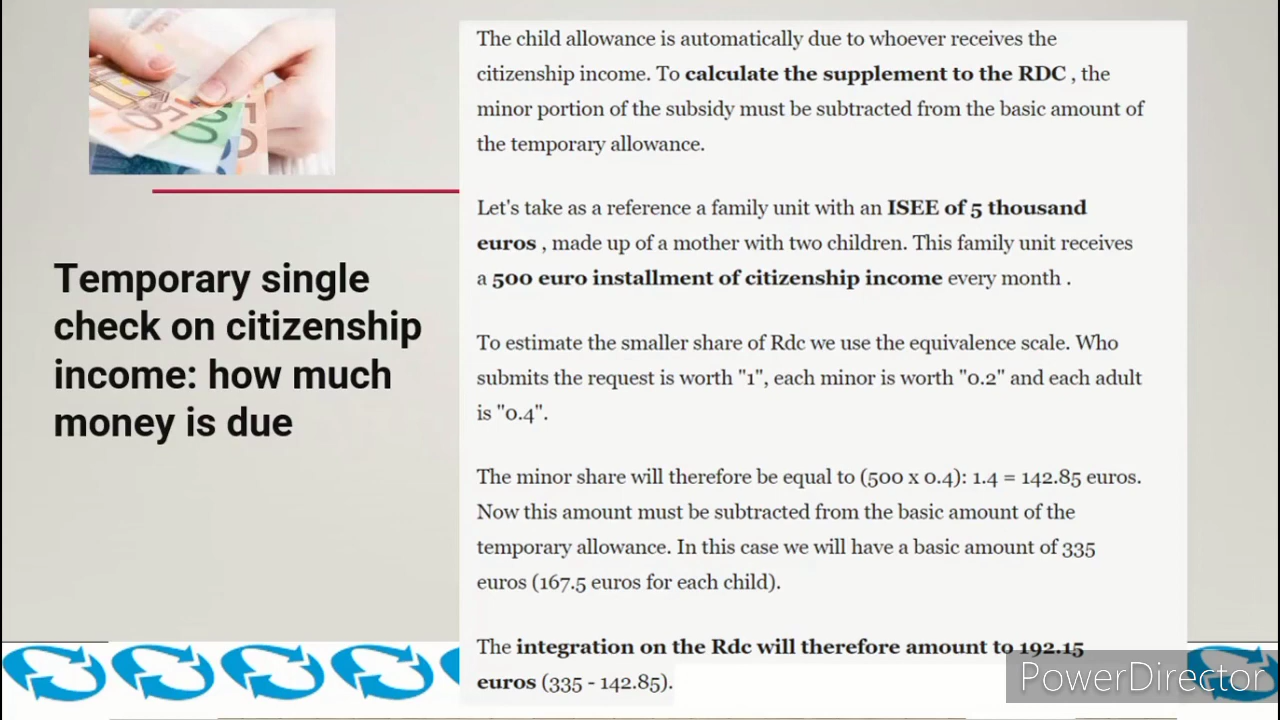 Temporary single
check on citizenship
income: how much
money is due
The child allowance is automatically due to whoever receives the
citizenship income. To calculate the supplement to the RDC , the
minor portion of the subsidy must be subtracted from the basic amount of
the temporary allowance.
Let's take as a reference a family unit with an ISEE of 5 thousand
euros , made up of a mother with two children. This family unit receives
a 500 euro installment of citizenship income every month .
To estimate the smaller share of Rdc we use the equivalence scale. Who
submits the request is worth "1", each minor is worth "0.2" and each adult
is "0.4".
The minor share will therefore be equal to (500 x 0.4): 1.4 = 142.85 euros.
Now this amount must be subtracted from the basic amount of the
temporary allowance. In this case we will have a basic amount of 335
euros (167.5 euros for each child).
The integration on the Rdc will therefore amount to 192.15
euros (335 - 142.85).
PowerDirector